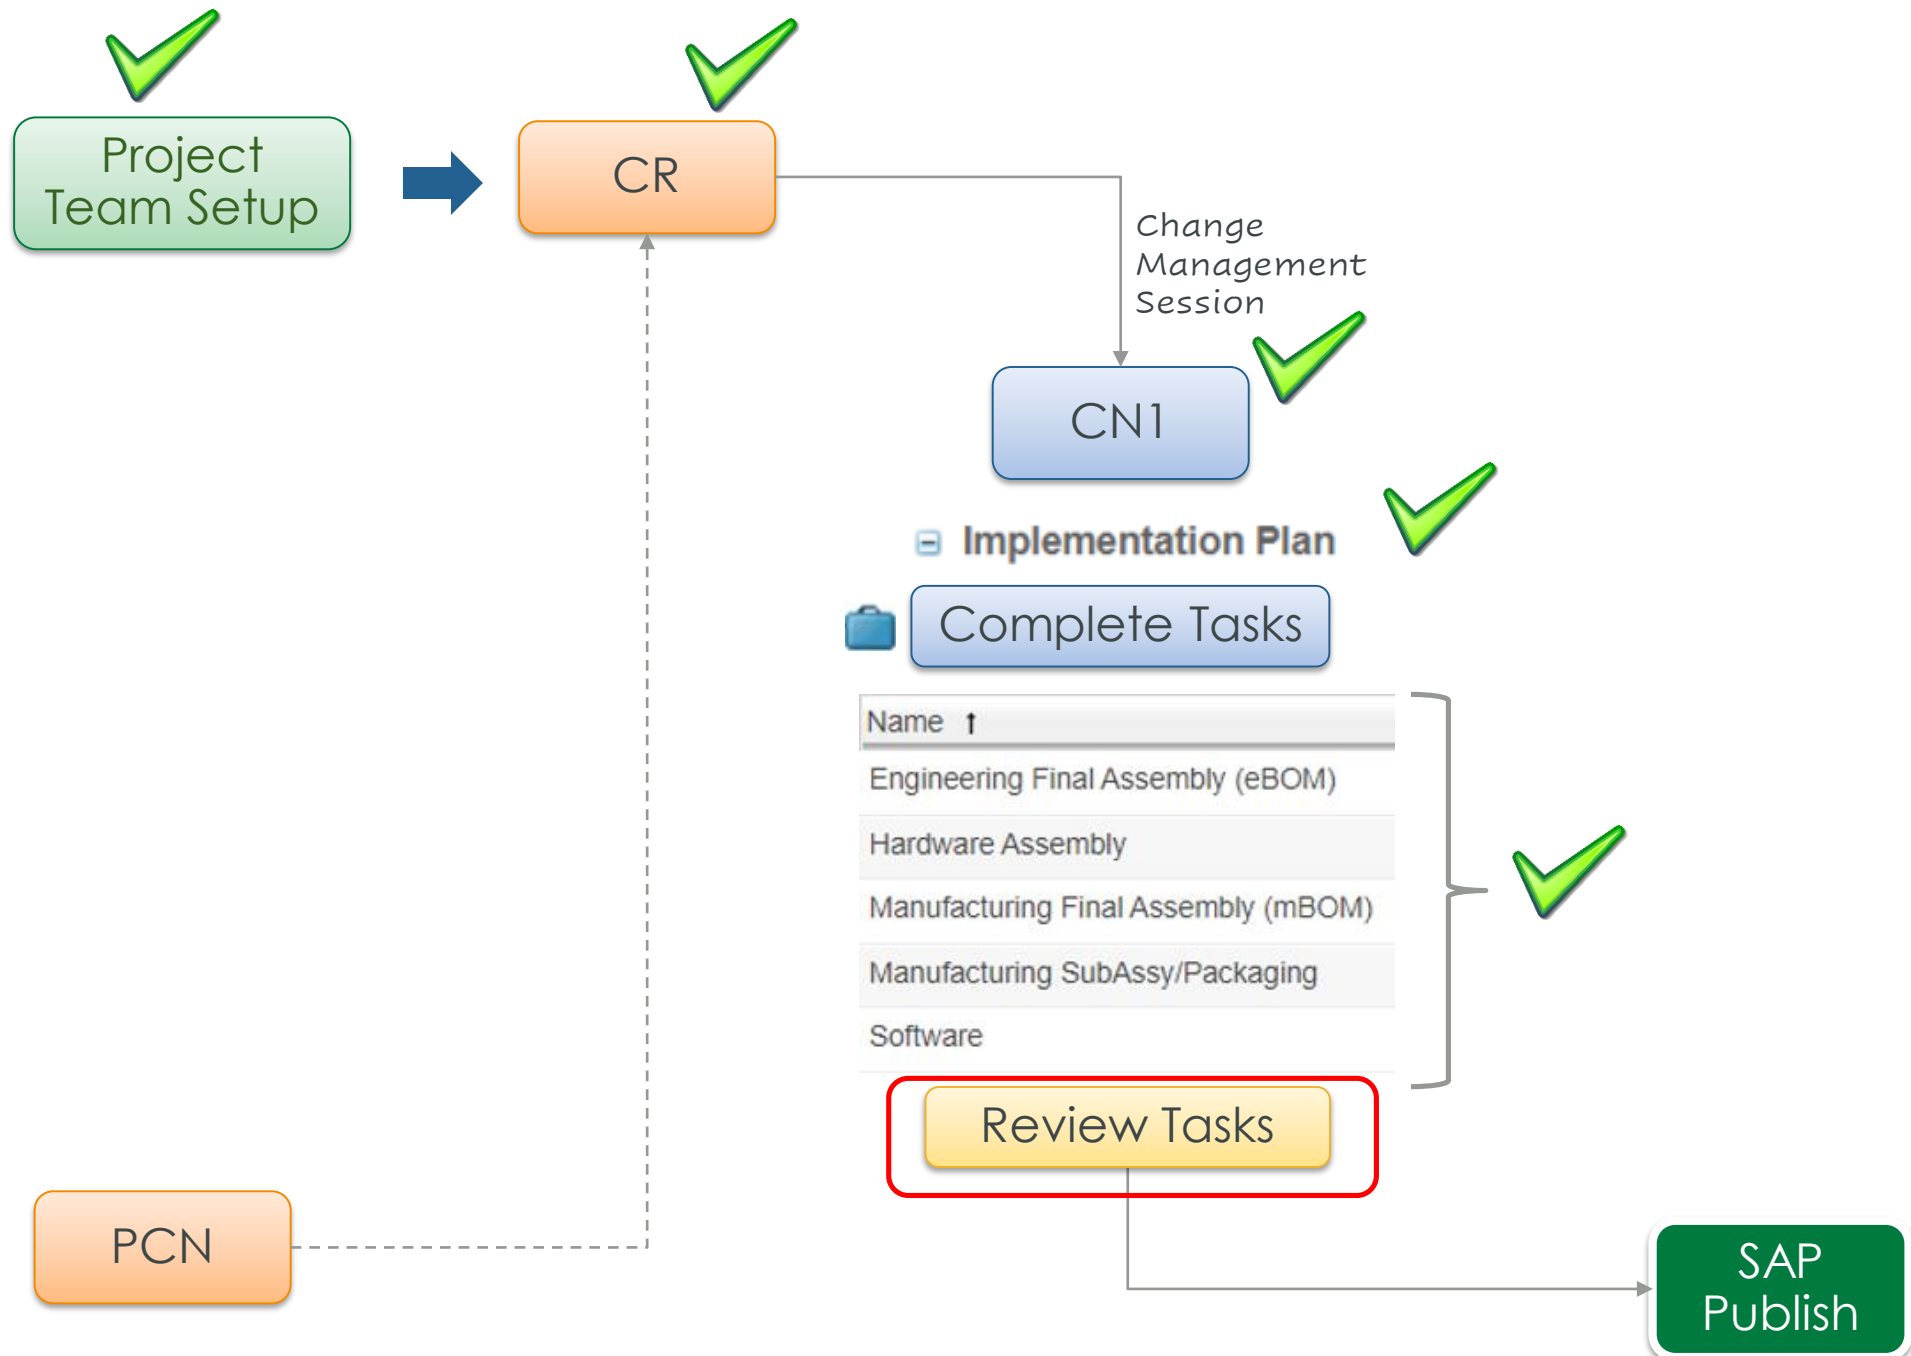 Project
Team Setup
CR
Change
Management
Session
CN1
Implementation Plan
Complete Tasks
Name ↑
Engineering Final Assembly (eBOM)
Hardware Assembly
Manufacturing Final Assembly (mBOM)
Manufacturing SubAssy/Packaging
Software
Review Tasks
PCN
SAP
Publish